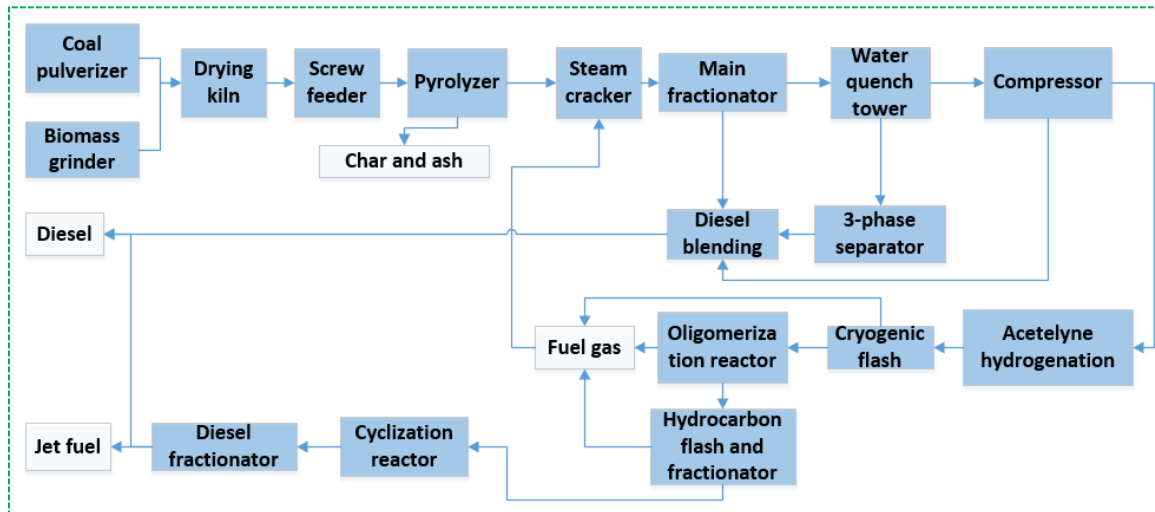 Coal
pulverizer
Drying
kiln
Screw
feeder
Pyrolyzer
Steam
cracker
Main
fractionator
Water
quench
tower
Compressor
Biomass
grinder
Char and ash
Diesel
Diesel
blending
3-phase
separator
Fuel gas
Oligomeriza
tion reactor
Cryogenic
flash
Acetelyne
hydrogenation
Jet fuel
Diesel
fractionator
Cyclization
reactor
Hydrocarbon
flash and
fractionator